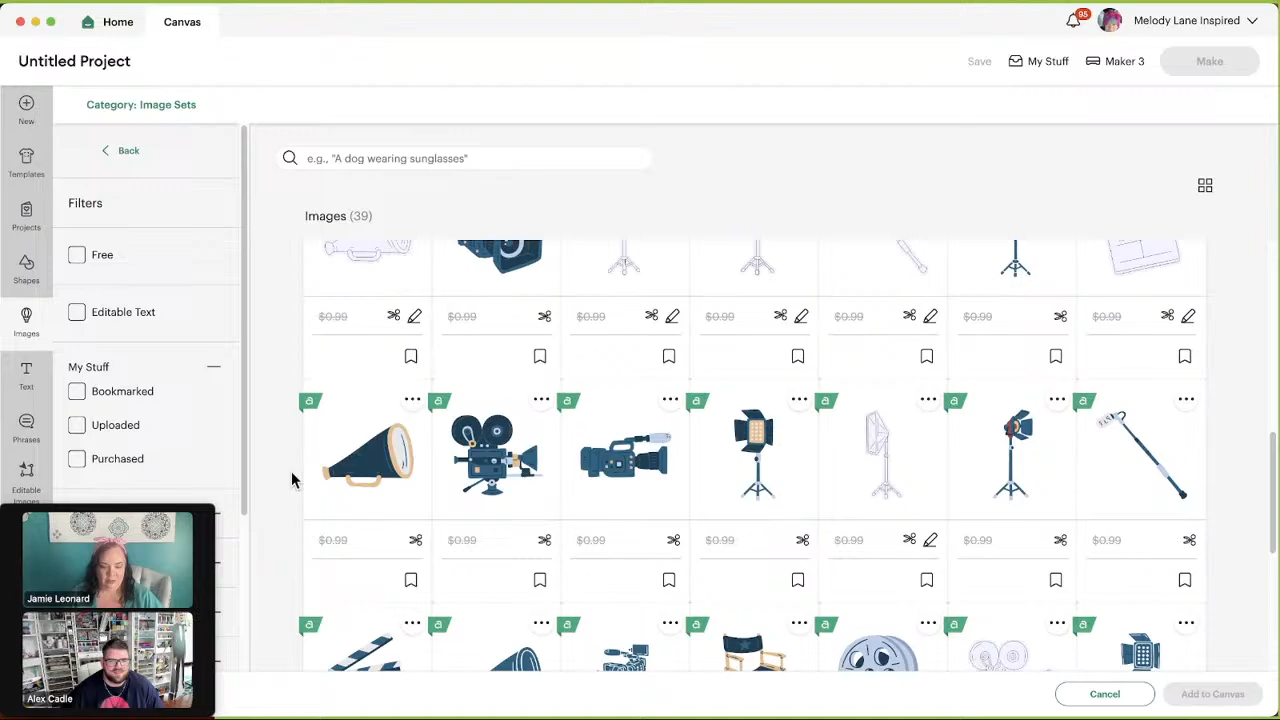 Home
Canvas
95
Melody Lane Inspired
Untitled Project
Save
My Stuff
Maker 3
Make
New
Templates
Projects
Shapes
Images
Text
Phrases
Editable
Images
Category: Image Sets
Back
Filters
Free
Editable Text
My Stuff
Bookmarked
Uploaded
Purchased
e.g., "A dog wearing sunglasses"
Images (39)
$0.99
$0.99
$0.99
$0.99
$0.99
$0.99
$0.99
a
a
a
a
a
a
a
$0.99
$0.99
$0.99
$0.99
$0.99
$0.99
$0.99
a
a
a
a
a
a
a
Jamie Leonard
Alex Cadle
Cancel
Add to Canvas